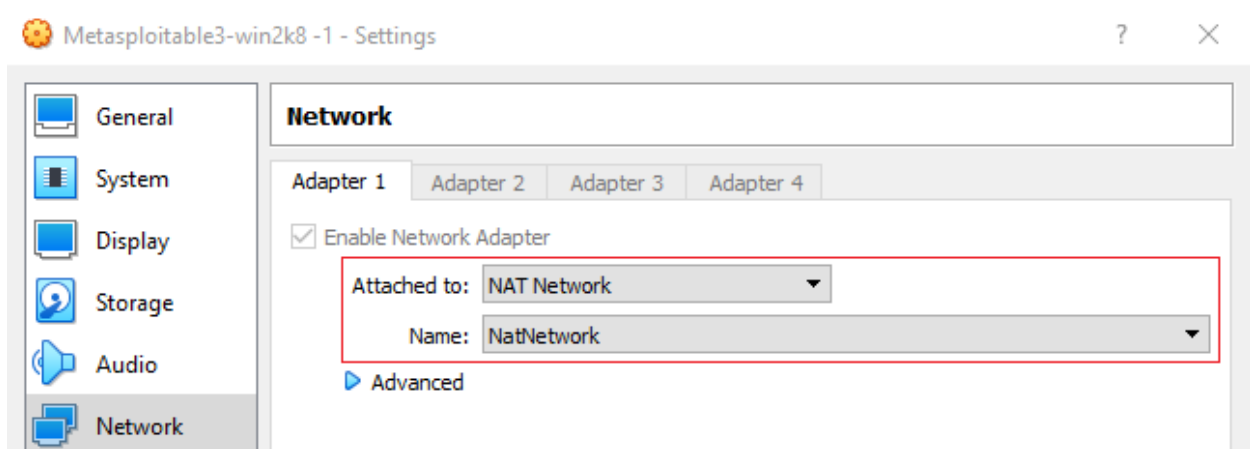 Metasploitable3-win2k8 -1 - Settings ?
General
System
Display
Storage
Audio
Network
Network
Adapter 1 Adapter 2 Adapter 3 Adapter 4
Enable Network Adapter
Attached to: NAT Network
Name: NatNetwork
Advanced